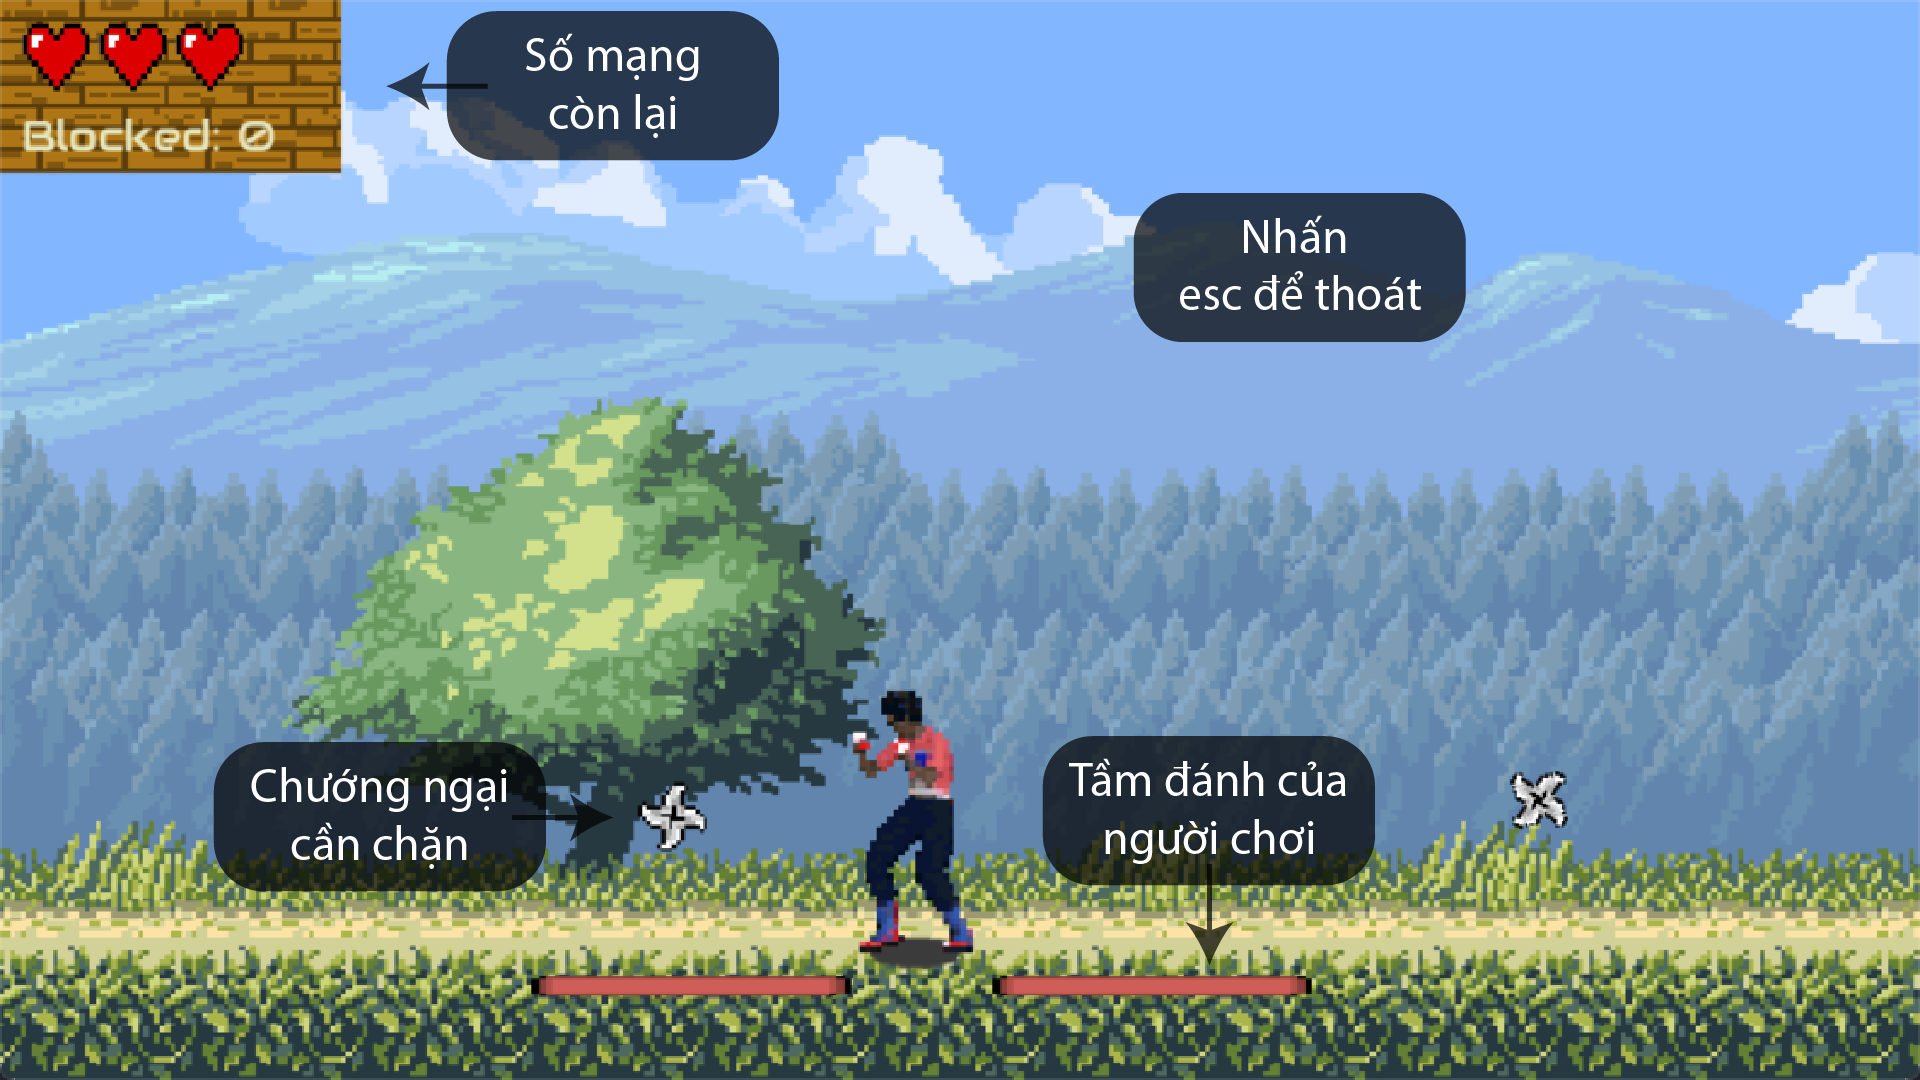 Số mạng
còn lại
Blocked: 0
Nhấn
esc để thoát
Chướng ngại
cần chặn
Tầm đánh của
người chơi